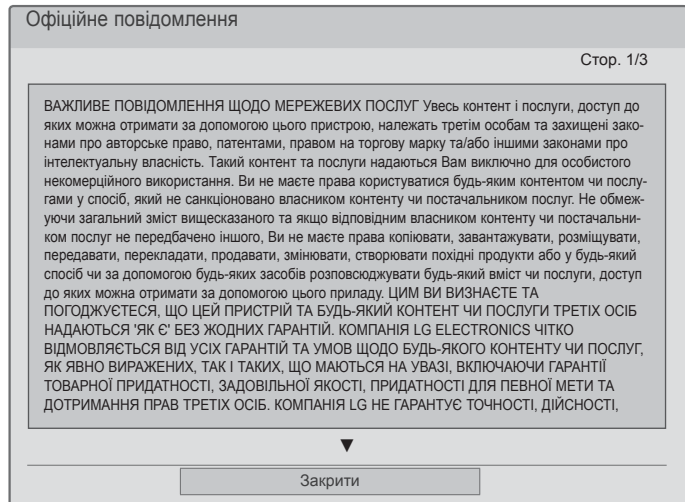 Офіційне повідомлення
Стор. 1/3
ВАЖЛИВЕ ПОВІДОМЛЕННЯ ЩОДО МЕРЕЖЕВИХ ПОСЛУГ Увесь контент і послуги, доступ до
яких можна отримати за допомогою цього пристрою, належать третім особам та захищені зако-
нами про авторське право, патентами, правом на торгову марку та/або іншими законами про
інтелектуальну власність. Такий контент та послуги надаються Вам виключно для особистого
некомерційного використання. Ви не маєте права користуватися будь-яким контентом чи послу-
гами у спосіб, який не санкціоновано власником контенту чи постачальником послуг. Не обмеж-
уючи загальний зміст вищесказаного та якщо відповідним власником контенту чи постачальни-
ком послуг не передбачено іншого, Ви не маєте права копіювати, завантажувати, розміщувати,
передавати, перекладати, продавати, змінювати, створювати похідні продукти або у будь-який
спосіб чи за допомогою будь-яких засобів розповсюджувати будь-який вміст чи послуги, доступ
до яких можна отримати за допомогою цього приладу. ЦИМ ВИ ВИЗНАЄТЕ ТА
ПОГОДЖУЄТЕСЯ, ЩО ЦЕЙ ПРИСТРІЙ ТА БУДЬ-ЯКИЙ КОНТЕНТ ЧИ ПОСЛУГИ ТРЕТІХ ОСІБ
НАДАЮТЬСЯ 'ЯК Є' БЕЗ ЖОДНИХ ГАРАНТІЙ. КОМПАНІЯ LG ELECTRONICS ЧІТКО
ВІДМОВЛЯЄТЬСЯ ВІД УСІХ ГАРАНТІЙ ТА УМОВ ЩОДО БУДЬ-ЯКОГО КОНТЕНТУ ЧИ ПОСЛУГ,
ЯК ЯВНО ВИРАЖЕНИХ, ТАК І ТАКИХ, ЩО МАЮТЬСЯ НА УВАЗІ, ВКЛЮЧАЮЧИ ГАРАНТІЇ
ТОВАРНОЇ ПРИДАТНОСТІ, ЗАДОВІЛЬНОЇ ЯКОСТІ, ПРИДАТНОСТІ ДЛЯ ПЕВНОЇ МЕТИ ТА
ДОТРИМАННЯ ПРАВ ТРЕТІХ ОСІБ. КОМПАНІЯ LG НЕ ГАРАНТУЄ ТОЧНОСТІ, ДІЙСНОСТІ,
▼
Закрити